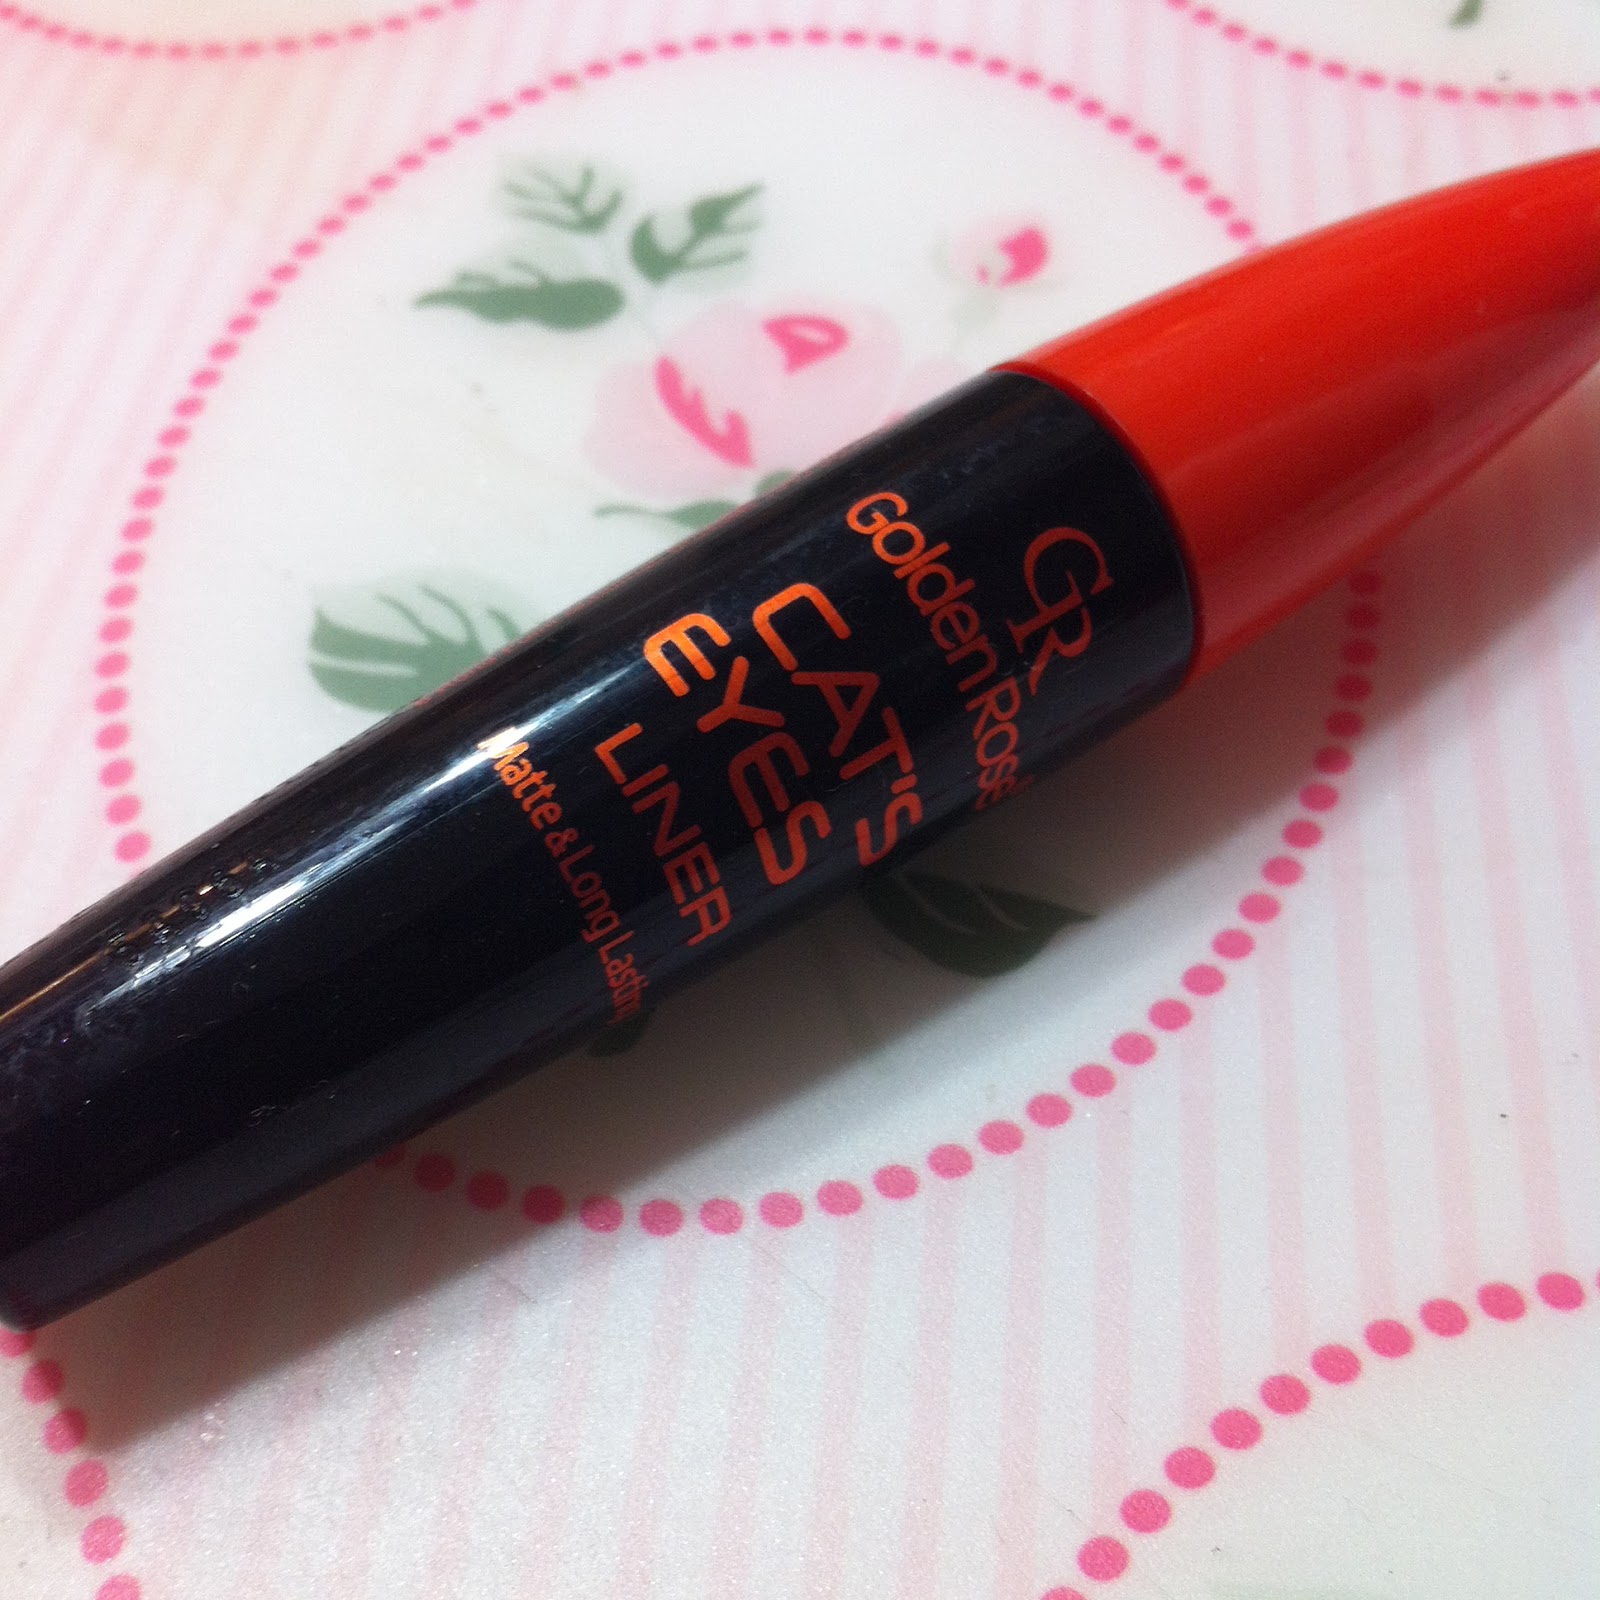 GR
Golden Rose
CAT'S
EYES
LINER
Matte & Long Lasting